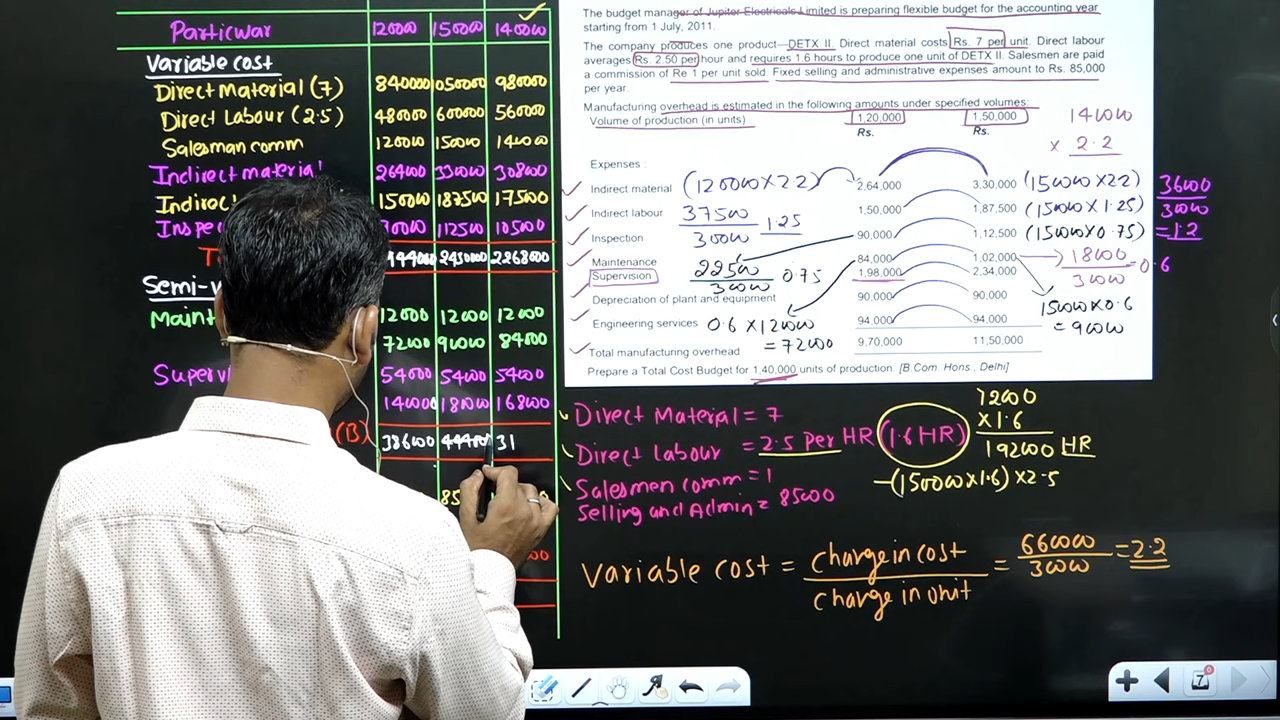 Particular 120000 150000 140000
Variable cost
Direct Material (7) 840000 1050000 980000
Direct Labour (2.5) 480000 600000 560000
Salesman comm 120000 150000 140000
Indirect material 264000 330000 308000
Indirec 150000 187500 175000
Inspe 90000 112500 105000
T 1944000 2430000 2268000
Semi-v
Maint 12000 12000 12000
72000 90000 84000
Superv 54000 54000 54000
144000 180000 168000
(B) 386000 444000 31
85
The budget manager of Jupiter Electricals Limited is preparing flexible budget for the accounting year
starting from 1 July, 2011.
The company produces one product—DETX II. Direct material costs Rs. 7 per unit. Direct labour
averages Rs. 2.50 per hour and requires 1.6 hours to produce one unit of DETX II. Salesmen are paid
a commission of Re 1 per unit sold. Fixed selling and administrative expenses amount to Rs. 85,000
per year.
Manufacturing overhead is estimated in the following amounts under specified volumes:
Volume of production (in units) 1,20,000 1,50,000
Rs. Rs.
140000
× 2.2
Expenses :
Indirect material (120000×2.2) 2,64,000 3,30,000 (150000×2.2)
Indirect labour 1,50,000 1,87,500 (150000×1.25)
Inspection 90,000 1,12,500 (150000×0.75)
Maintenance 84,000 1,02,000
Supervision 1,98,000 2,34,000
Depreciation of plant and equipment 90,000 90,000
Engineering services 94,000 94,000
Total manufacturing overhead 9,70,000 11,50,000
Prepare a Total Cost Budget for 1,40,000 units of production. [B.Com. Hons., Delhi]
37500
30000 1.25
22500
30000 0.75
0.6 × 120000
= 72000
36000
30000
=1.2
18000
30000 =0.6
150000×0.6
= 90000
Direct Material = 7
Direct Labour = 2.5 per HR (1.6 HR)
Salesmen comm = 1
Selling and Admin = 85000
12000
×1.6
192000 HR
(150000×1.6)×2.5
Variable cost = change in cost = 66000 = 2.2
change in unit 30000
7